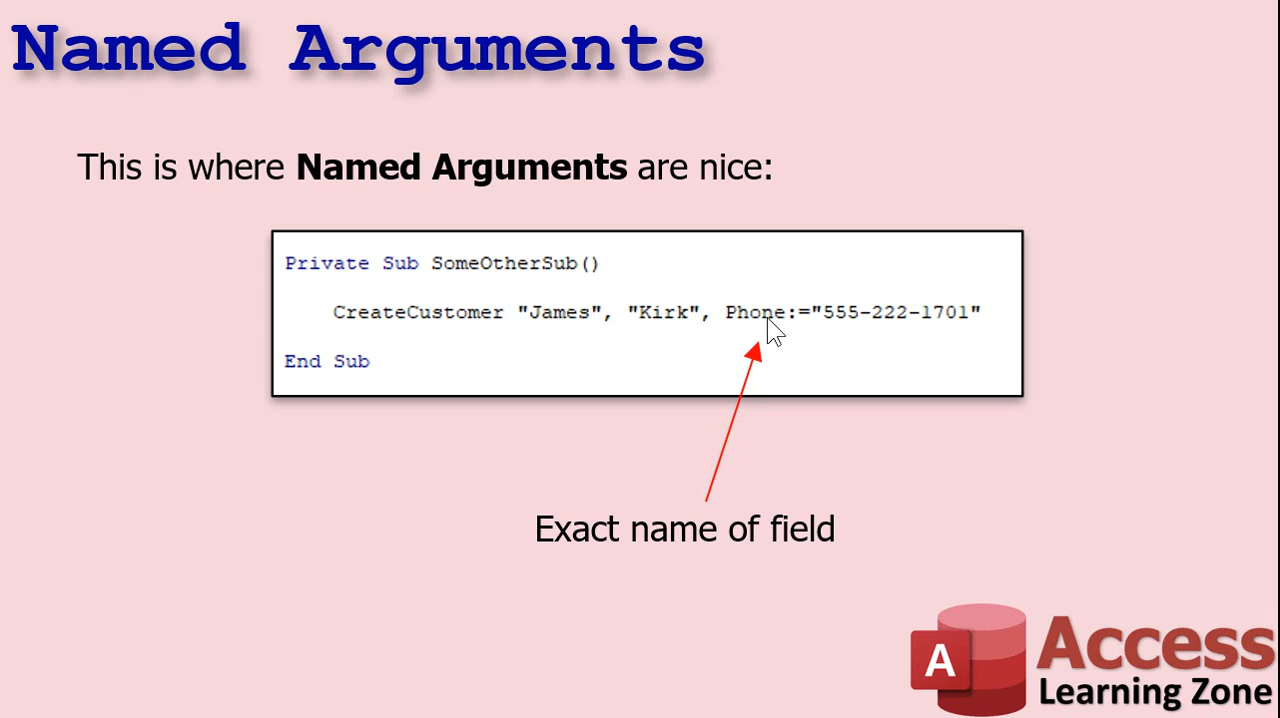 Named Arguments
This is where Named Arguments are nice:
Private Sub SomeOtherSub()
CreateCustomer "James", "Kirk", Phone:="555-222-1701"
End Sub
Exact name of field
A
Access
Learning Zone